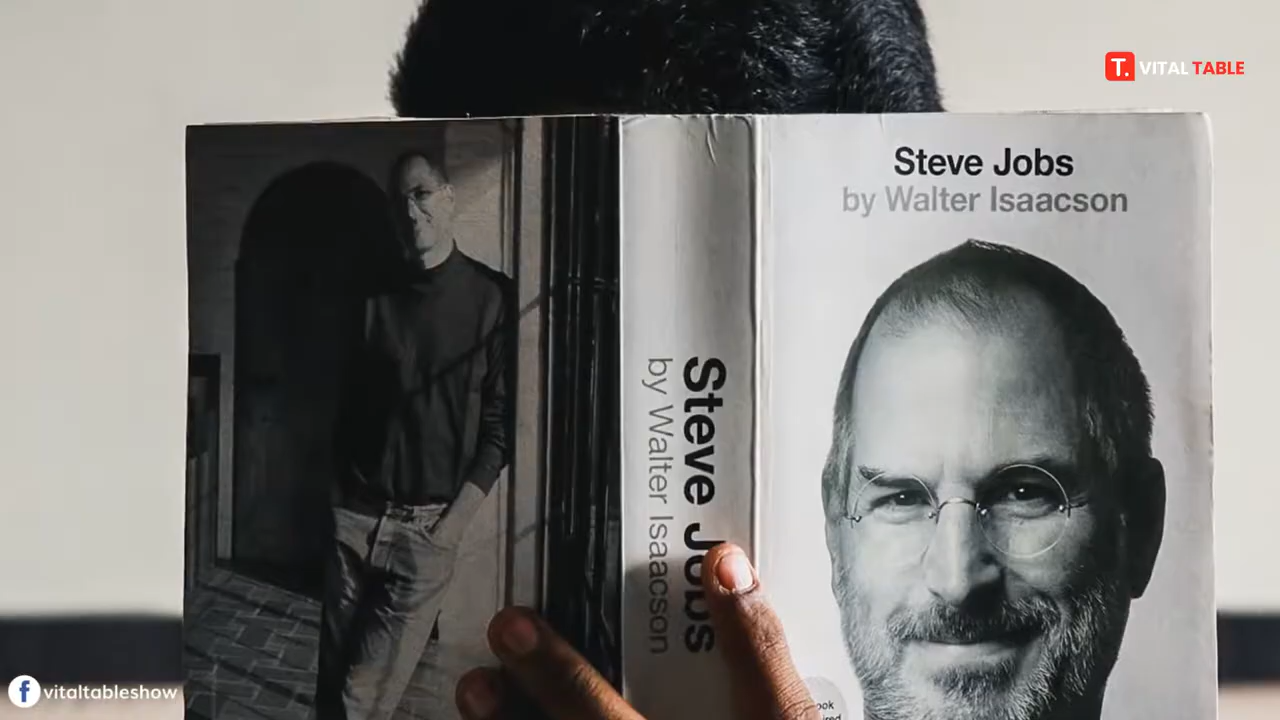 T. VITAL TABLE
Steve Jobs
by Walter Isaacson
Steve Jobs
by Walter Isaacson
vitaltableshow